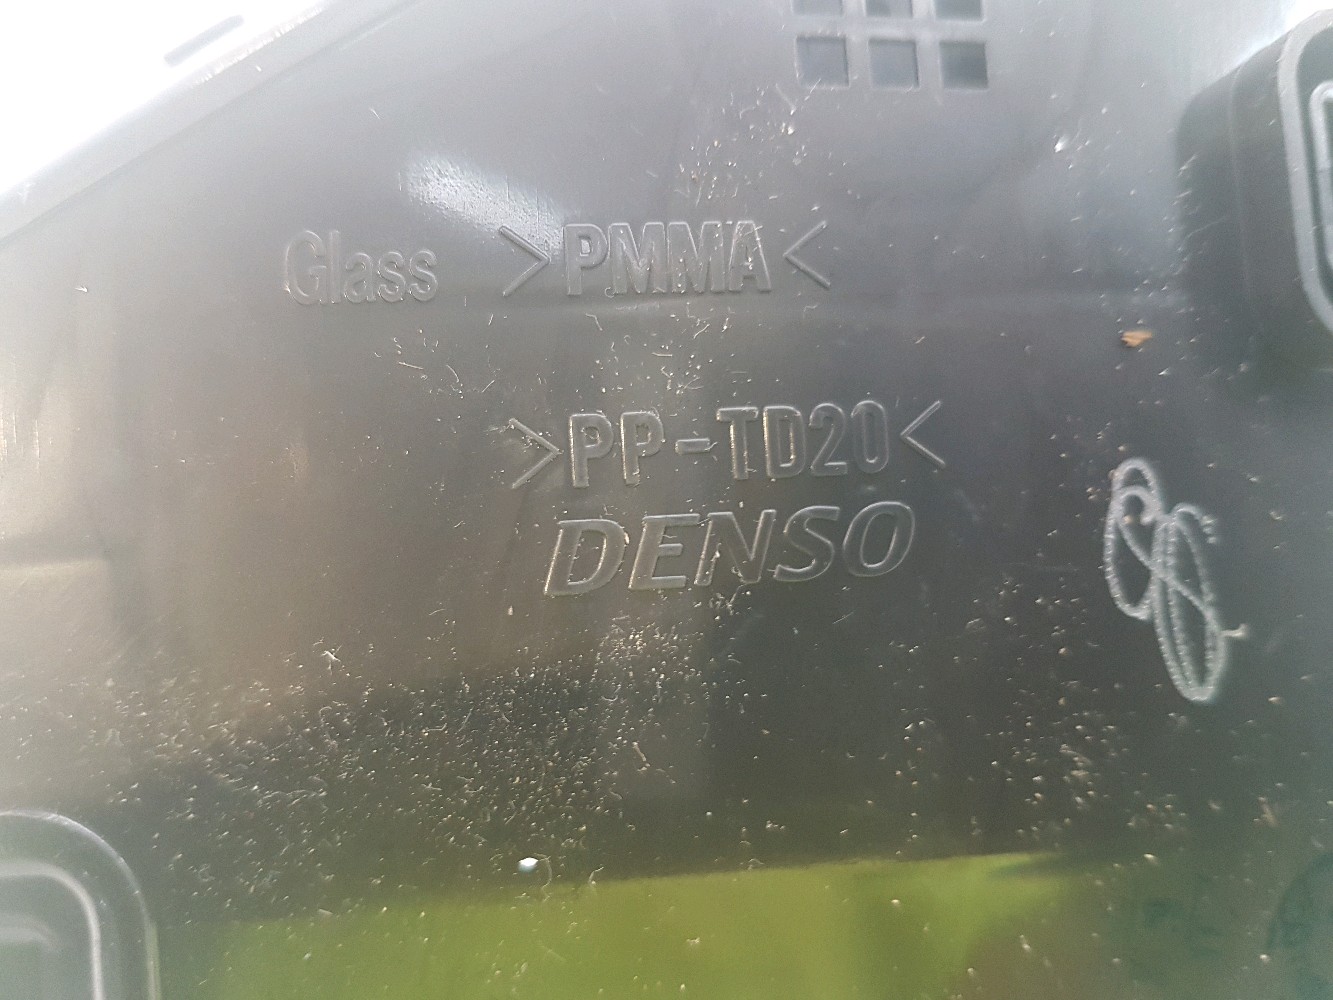 Glass >PMMA<
>PP-TD20<
DENSO